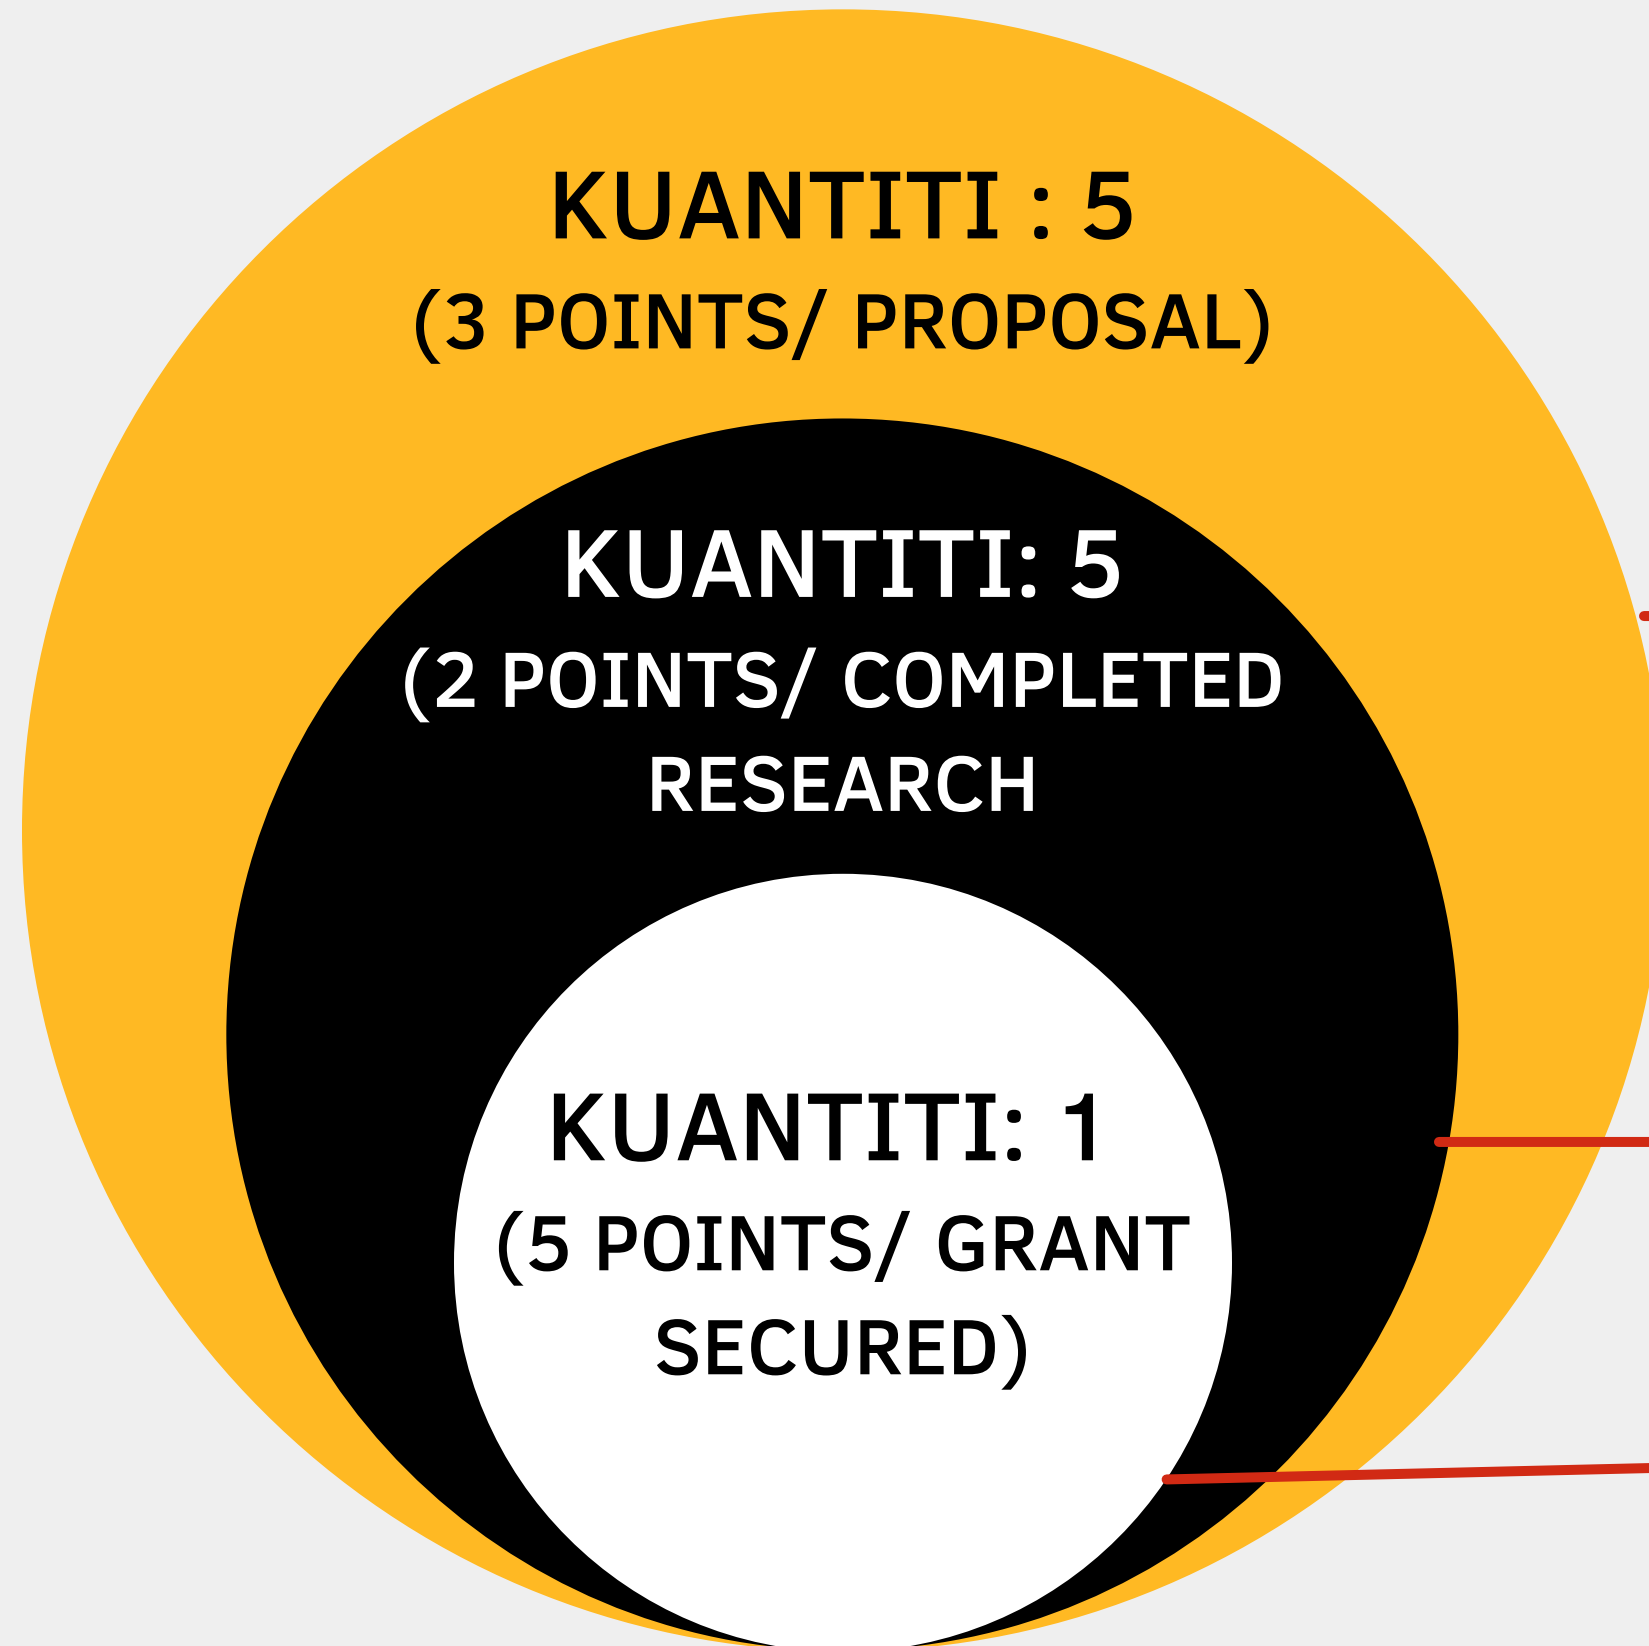 KUANTITI : 5
(3 POINTS/ PROPOSAL)
KUANTITI: 5
(2 POINTS/ COMPLETED
RESEARCH
KUANTITI: 1
(5 POINTS/ GRANT
SECURED)